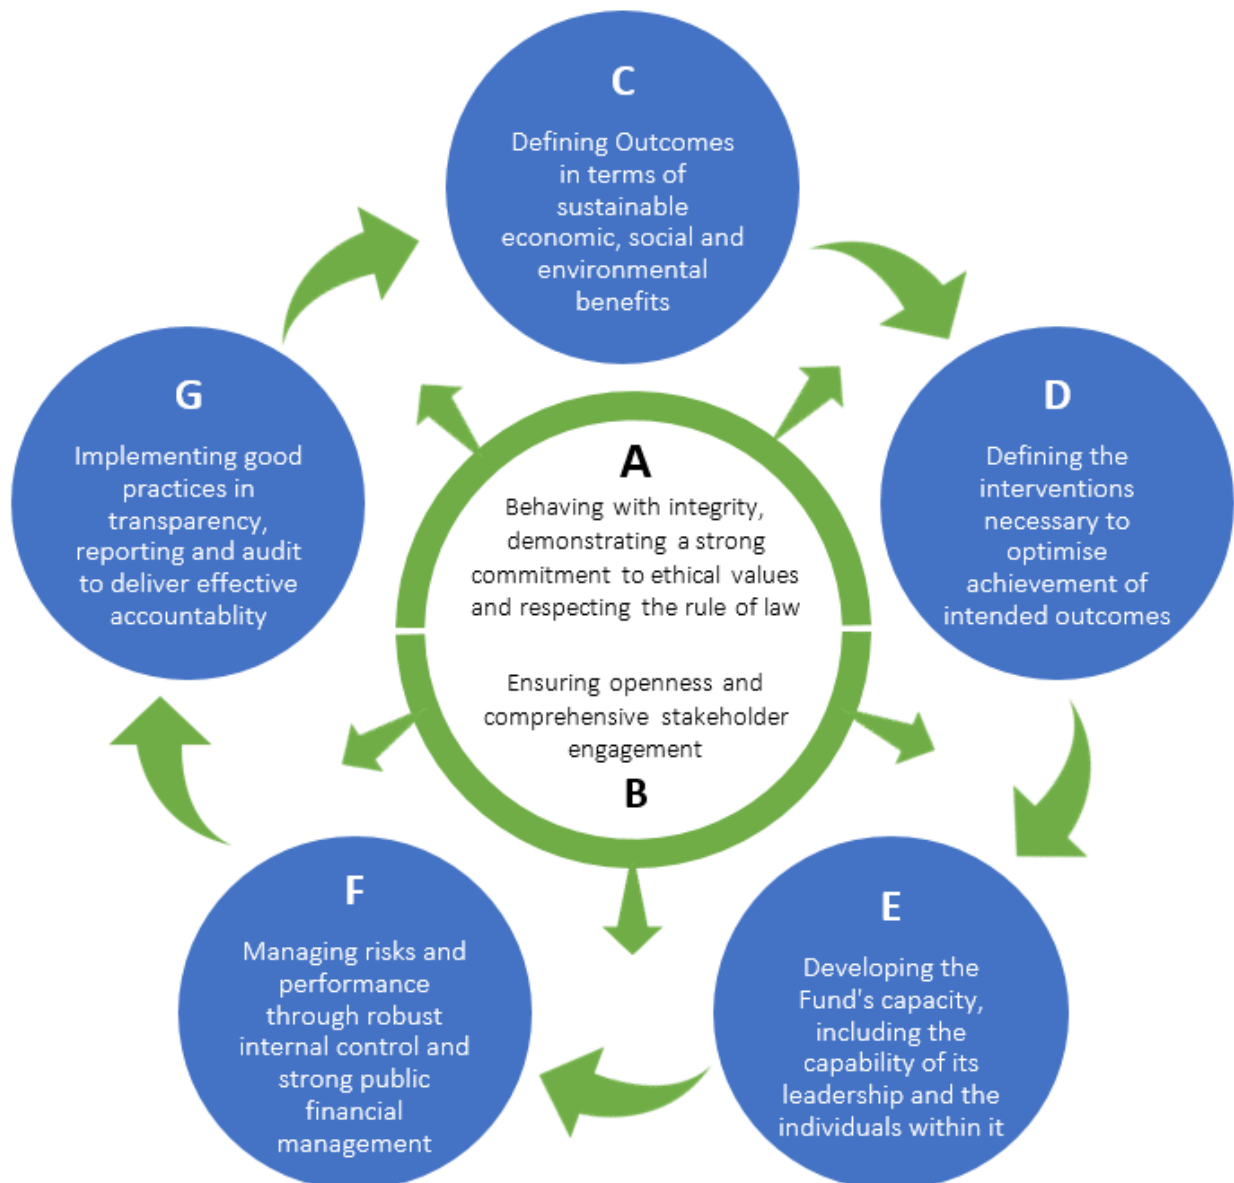 C
Defining Outcomes
in terms of
sustainable
economic, social and
environmental
benefits
G
Implementing good
practices in
transparency,
reporting and audit
to deliver effective
accountablity
A
Behaving with integrity,
demonstrating a strong
commitment to ethical values
and respecting the rule of law
Ensuring openness and
comprehensive stakeholder
engagement
B
D
Defining the
interventions
necessary to
optimise
achievement of
intended outcomes
F
Managing risks and
performance
through robust
internal control and
strong public
financial
management
E
Developing the
Fund's capacity,
including the
capability of its
leadership and the
individuals within it